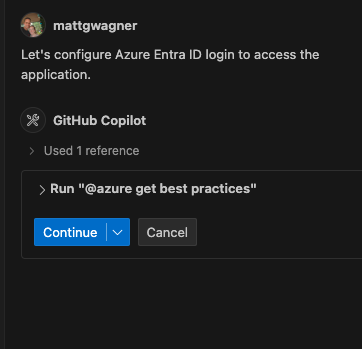 mattgwagner
Let's configure Azure Entra ID login to access the
application.
GitHub Copilot
Used 1 reference
Run "@azure get best practices"
Continue
Cancel